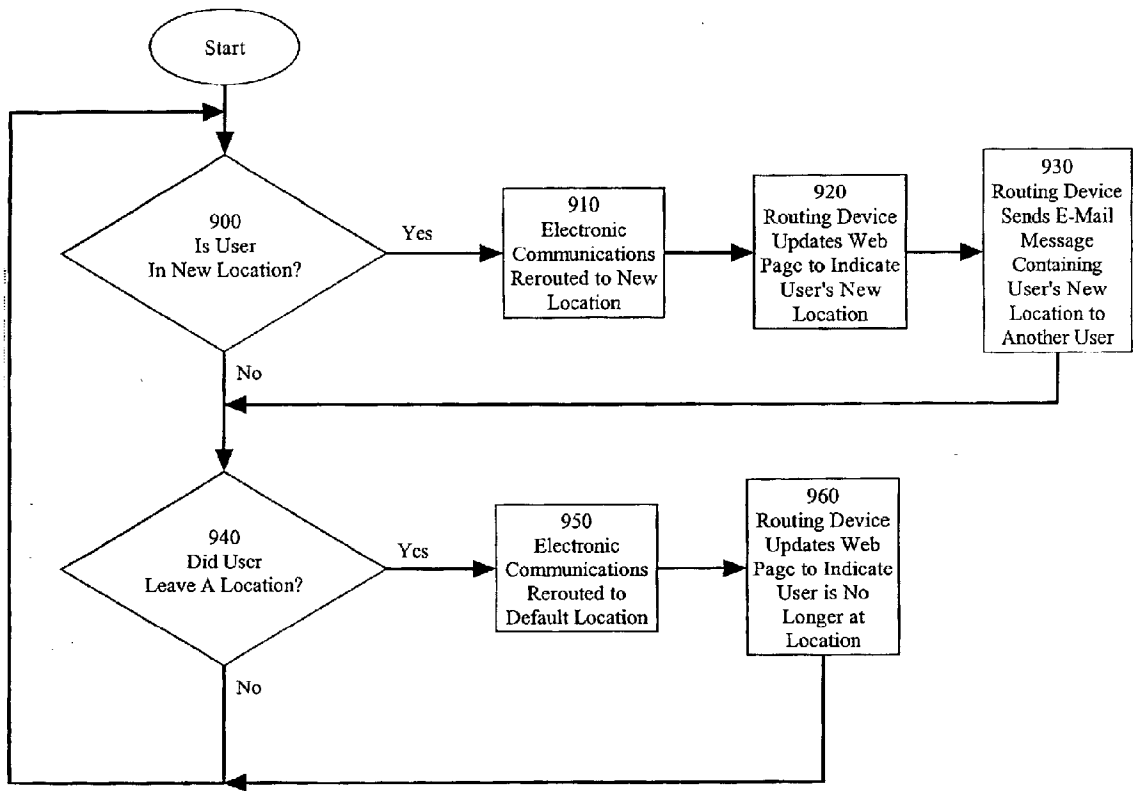 Start
900
Is User
In New Location?
Yes
910
Electronic
Communications
Rerouted to New
Location
920
Routing Device
Updates Web
Page to Indicate
User's New
Location
930
Routing Device
Sends E-Mail
Message
Containing
User's New
Location to
Another User
No
940
Did User
Leave A Location?
Yes
950
Electronic
Communications
Rerouted to
Default Location
960
Routing Device
Updates Web
Page to Indicate
User is No
Longer at
Location
No